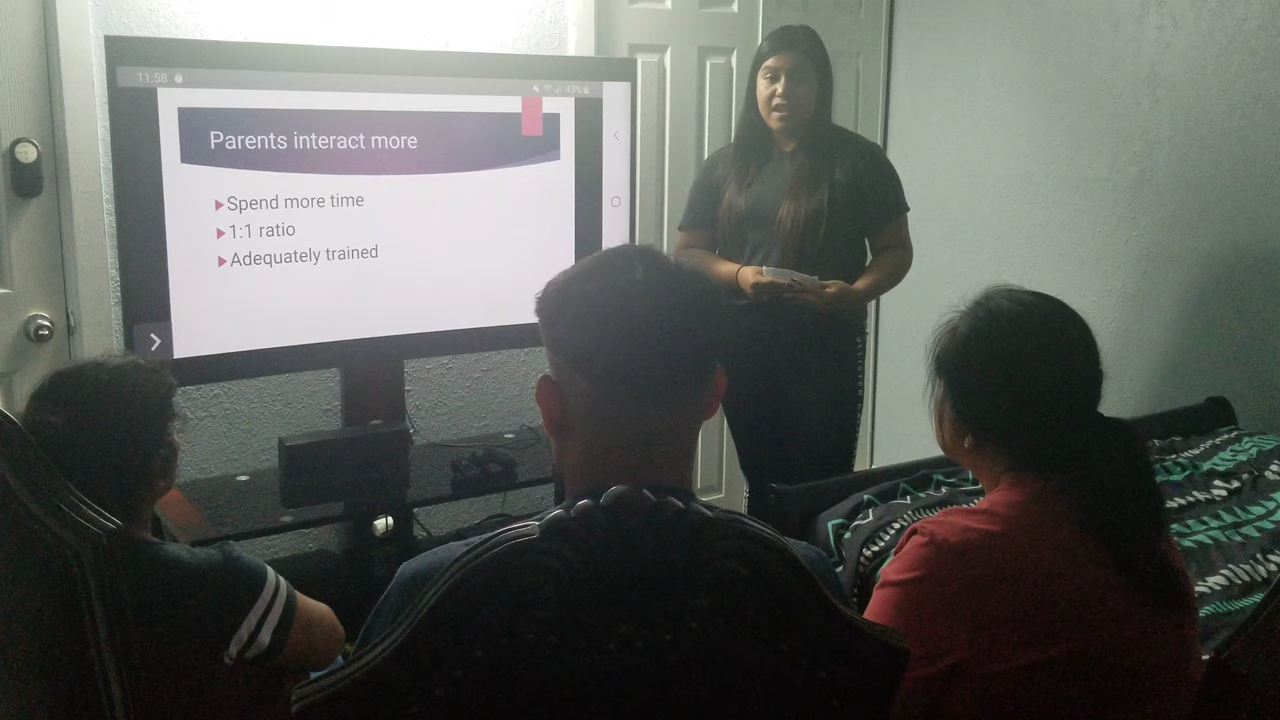 11:58
43%
Parents interact more
Spend more time
1:1 ratio
Adequately trained